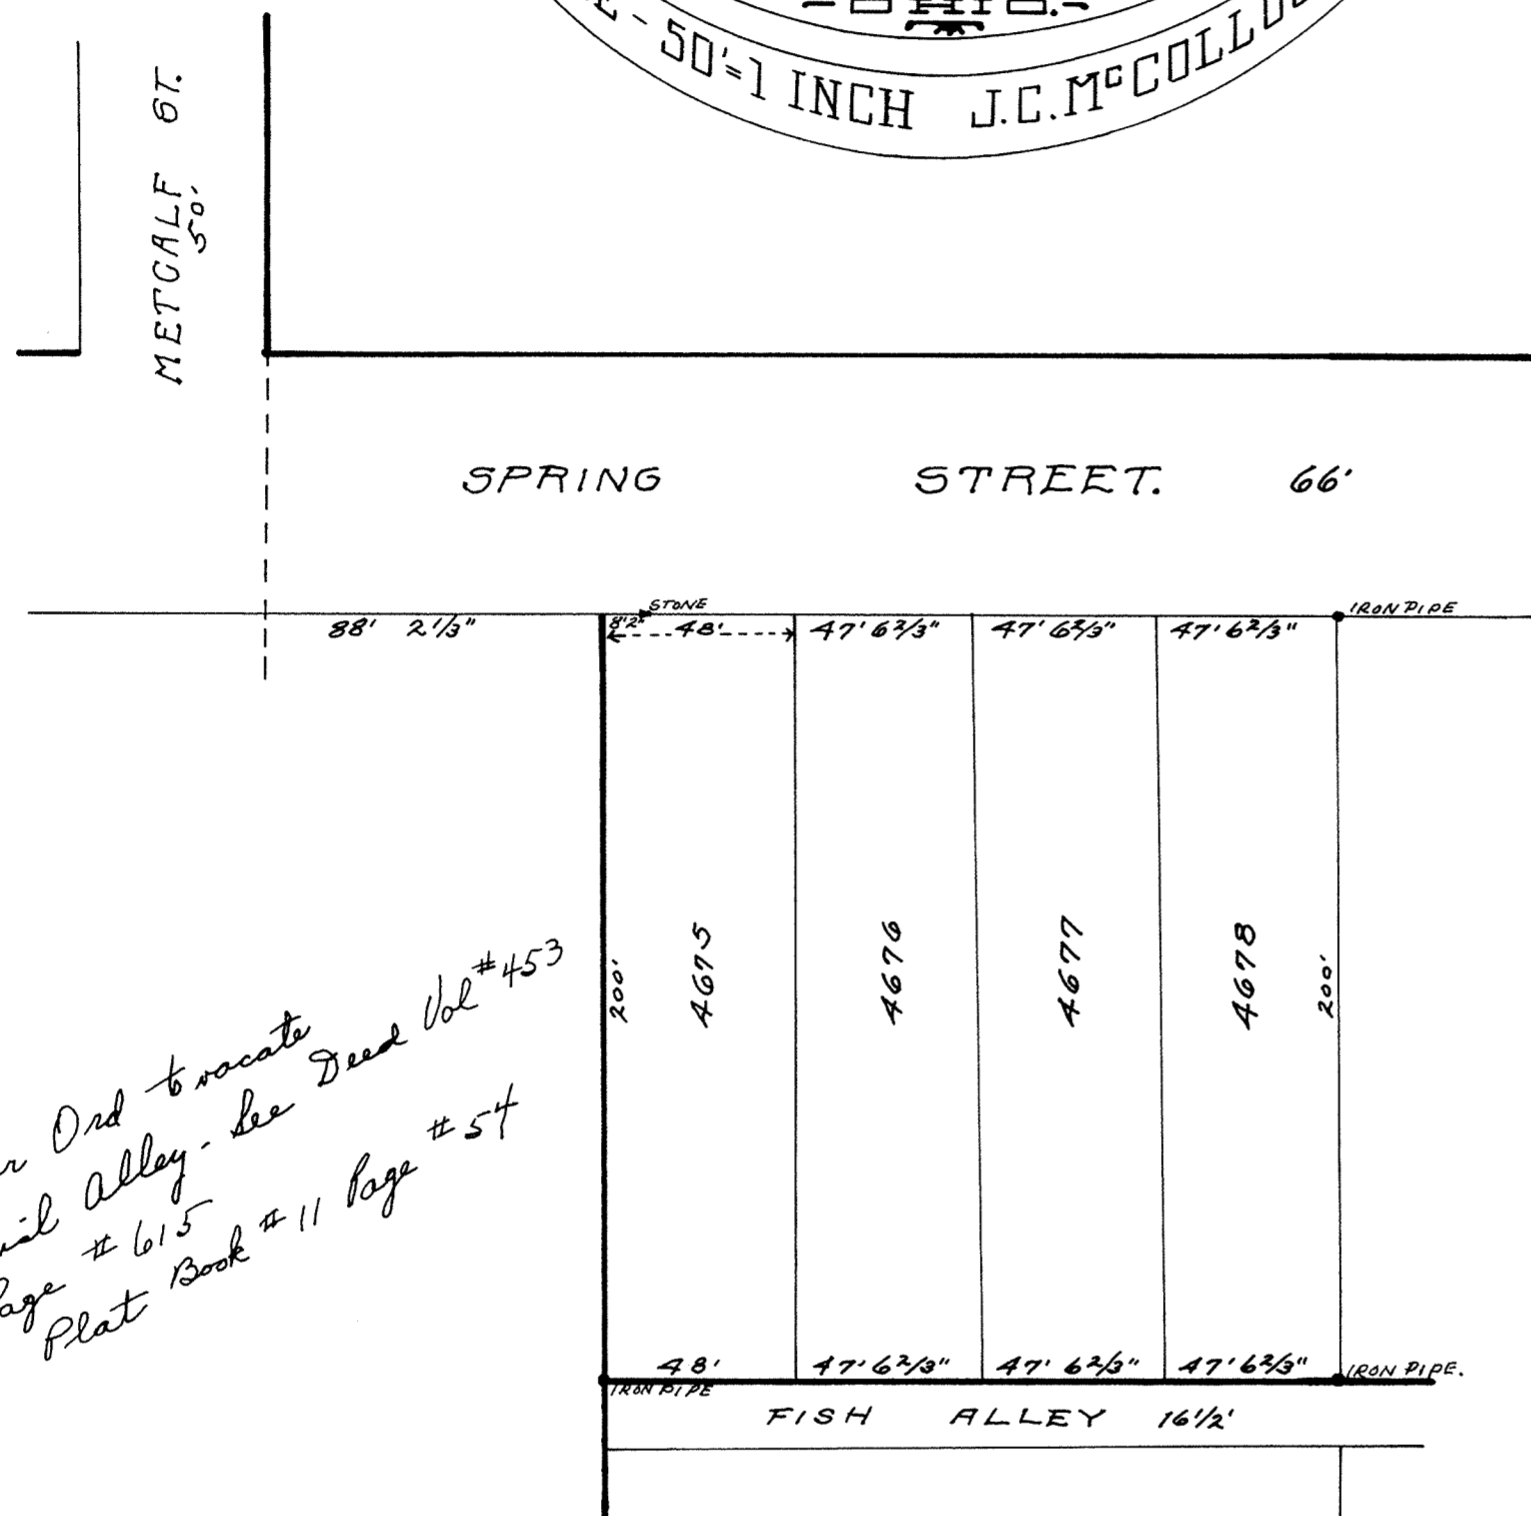 OHIO.
- 50'=1 INCH J.C. McCOLLO
METCALF ST.
50'
SPRING STREET. 66'
STONE
IRON PIPE
88' 2 1/3"
8'2"
48'
47' 6 2/3"
47' 6 2/3"
47' 6 2/3"
200'
4675
4676
4677
4678
200'
Ord to vacate
Alley - See Deed Vol #453
Page #615
Plat Book #11 Page #54
48'
47' 6 2/3"
47' 6 2/3"
47' 6 2/3"
IRON PIPE.
IRON PIPE
FISH ALLEY 16 1/2'